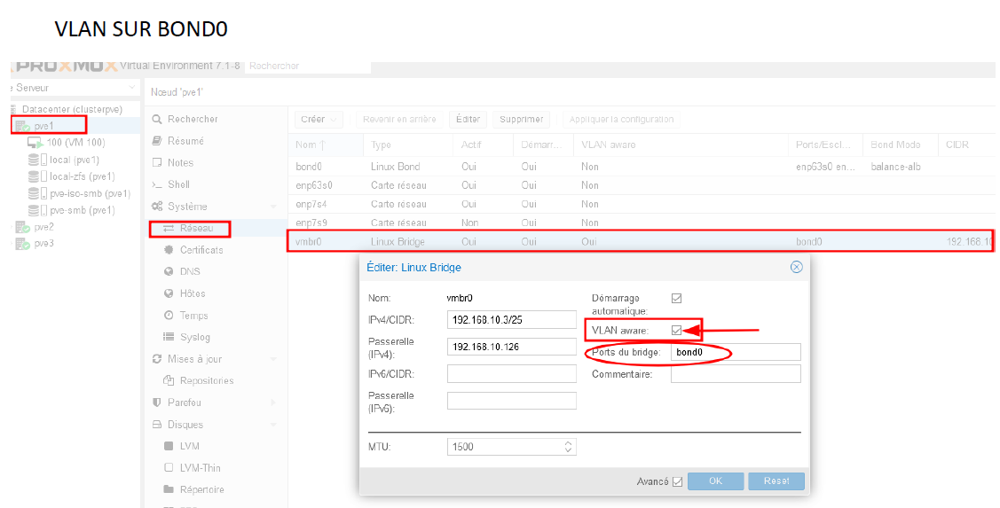 VLAN SUR BOND0
PROXMOX Virtual Environment 7.1-8 Rechercher
e Serveur
Nœud 'pve1'
Datacenter (clusterpve)
pve1
100 (VM 100)
local (pve1)
local-zfs (pve1)
pve-iso-smb (pve1)
pve-smb (pve1)
pve2
pve3
Rechercher
Résumé
Notes
Shell
Système
Réseau
Certificats
DNS
Hôtes
Temps
Syslog
Mises à jour
Repositories
Parefeu
Disques
LVM
LVM-Thin
Répertoire
Créer Revenir en arrière Éditer Supprimer Appliquer la configuration
Nom ↑ Type Actif Démarr... VLAN aware Ports/Escl... Bond Mode CIDR
bond0 Linux Bond Oui Oui Non enp63s0 en... balance-alb
enp63s0 Carte réseau Oui Oui Non
enp7s4 Carte réseau Oui Oui Non
enp7s9 Carte réseau Non Oui Non
vmbr0 Linux Bridge Oui Oui Oui bond0 192.168.10
Éditer: Linux Bridge
Nom: vmbr0
IPv4/CIDR: 192.168.10.3/25
Passerelle
(IPv4): 192.168.10.126
IPv6/CIDR:
Passerelle
(IPv6):
Démarrage
automatique:
VLAN aware:
Ports du bridge: bond0
Commentaire:
MTU: 1500
Avancé OK Reset